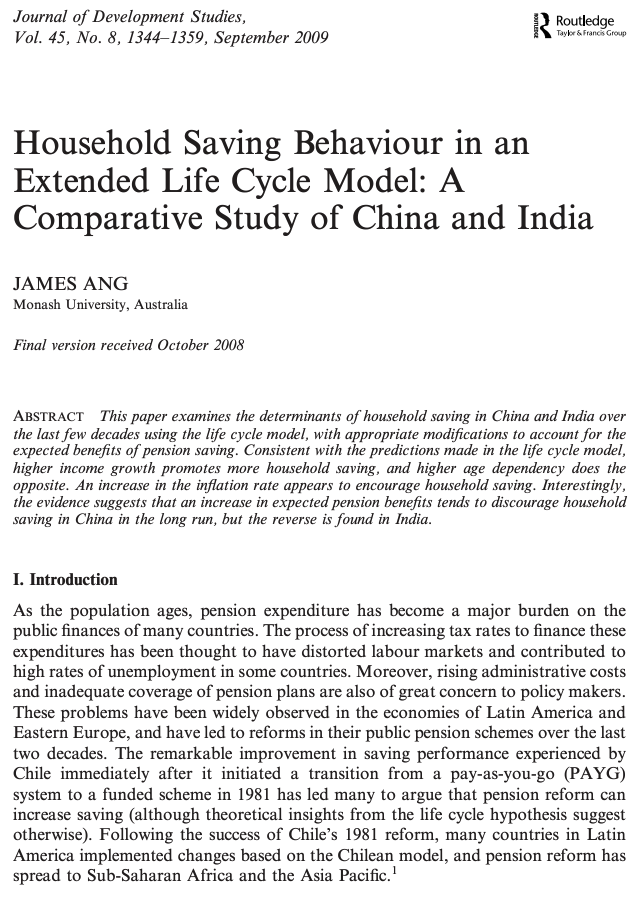 Journal of Development Studies,
Vol. 45, No. 8, 1344–1359, September 2009
ROUTLEDGE
Routledge
Taylor & Francis Group
Household Saving Behaviour in an
Extended Life Cycle Model: A
Comparative Study of China and India
JAMES ANG
Monash University, Australia
Final version received October 2008
ABSTRACT This paper examines the determinants of household saving in China and India over
the last few decades using the life cycle model, with appropriate modifications to account for the
expected benefits of pension saving. Consistent with the predictions made in the life cycle model,
higher income growth promotes more household saving, and higher age dependency does the
opposite. An increase in the inflation rate appears to encourage household saving. Interestingly,
the evidence suggests that an increase in expected pension benefits tends to discourage household
saving in China in the long run, but the reverse is found in India.
I. Introduction
As the population ages, pension expenditure has become a major burden on the
public finances of many countries. The process of increasing tax rates to finance these
expenditures has been thought to have distorted labour markets and contributed to
high rates of unemployment in some countries. Moreover, rising administrative costs
and inadequate coverage of pension plans are also of great concern to policy makers.
These problems have been widely observed in the economies of Latin America and
Eastern Europe, and have led to reforms in their public pension schemes over the last
two decades. The remarkable improvement in saving performance experienced by
Chile immediately after it initiated a transition from a pay-as-you-go (PAYG)
system to a funded scheme in 1981 has led many to argue that pension reform can
increase saving (although theoretical insights from the life cycle hypothesis suggest
otherwise). Following the success of Chile's 1981 reform, many countries in Latin
America implemented changes based on the Chilean model, and pension reform has
spread to Sub-Saharan Africa and the Asia Pacific.1